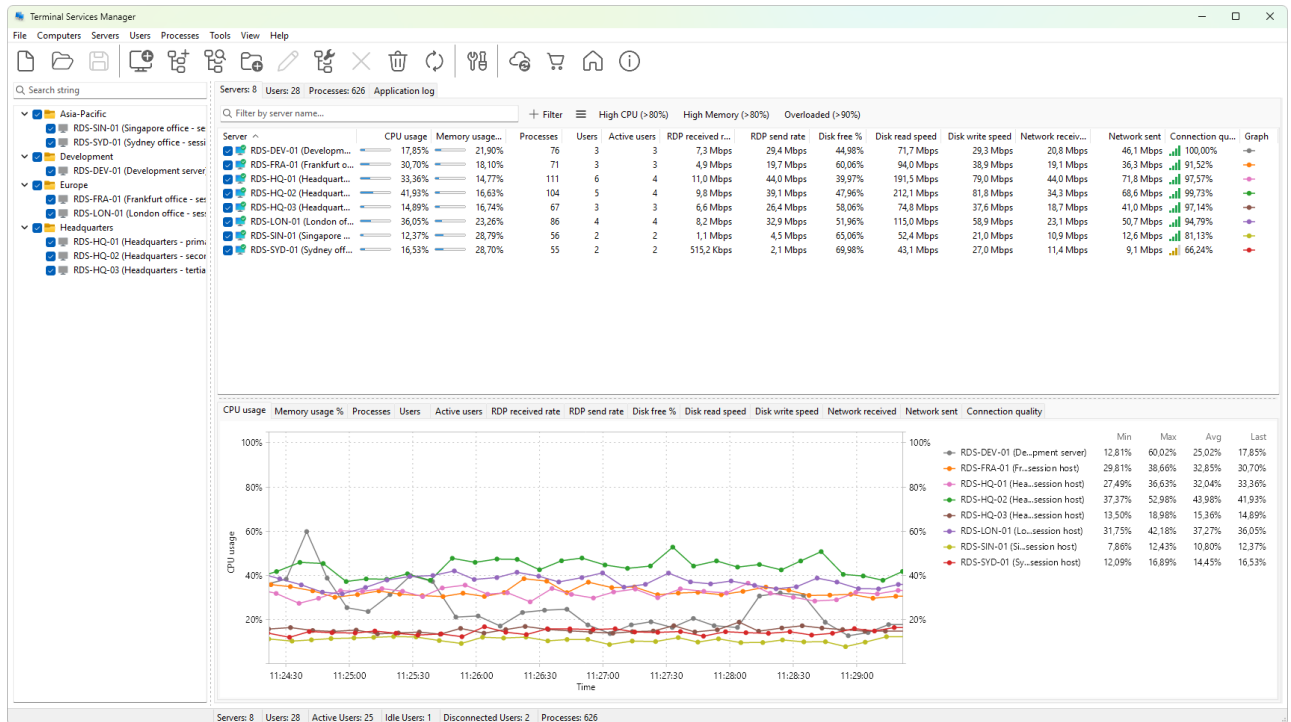 Terminal Services Manager
File Computers Servers Users Processes Tools View Help
Search string
Asia-Pacific
RDS-SIN-01 (Singapore office - se
RDS-SYD-01 (Sydney office - sessi
Development
RDS-DEV-01 (Development server
Europe
RDS-FRA-01 (Frankfurt office - ses
RDS-LON-01 (London office - ses
Headquarters
RDS-HQ-01 (Headquarters - prima
RDS-HQ-02 (Headquarters - secor
RDS-HQ-03 (Headquarters - tertia
Servers: 8 Users: 28 Processes: 626 Application log
Filter by server name... Filter High CPU (>80%) High Memory (>80%) Overloaded (>90%)
Server CPU usage Memory usage... Processes Users Active users RDP received r... RDP send rate Disk free % Disk read speed Disk write speed Network receiv... Network sent Connection qu... Graph
RDS-DEV-01 (Developm... 17,85% 21,90% 76 3 3 7,3 Mbps 29,4 Mbps 44,98% 71,7 Mbps 29,3 Mbps 20,8 Mbps 46,1 Mbps 100,00%
RDS-FRA-01 (Frankfurt o... 30,70% 18,10% 71 3 3 4,9 Mbps 19,7 Mbps 60,06% 94,0 Mbps 38,9 Mbps 19,1 Mbps 36,3 Mbps 91,52%
RDS-HQ-01 (Headquart... 33,36% 14,77% 111 6 4 11,0 Mbps 44,0 Mbps 39,97% 191,5 Mbps 79,0 Mbps 44,0 Mbps 71,8 Mbps 97,57%
RDS-HQ-02 (Headquart... 41,93% 16,63% 104 5 4 9,8 Mbps 39,1 Mbps 47,96% 212,1 Mbps 81,8 Mbps 34,3 Mbps 68,6 Mbps 99,73%
RDS-HQ-03 (Headquart... 14,89% 16,74% 67 3 3 6,6 Mbps 26,4 Mbps 58,06% 74,8 Mbps 37,6 Mbps 18,7 Mbps 41,0 Mbps 97,14%
RDS-LON-01 (London of... 36,05% 23,26% 86 4 4 8,2 Mbps 32,9 Mbps 51,96% 115,0 Mbps 58,9 Mbps 23,1 Mbps 50,7 Mbps 94,79%
RDS-SIN-01 (Singapore ... 12,37% 28,79% 56 2 2 1,1 Mbps 4,5 Mbps 65,06% 52,4 Mbps 21,0 Mbps 10,9 Mbps 12,6 Mbps 81,13%
RDS-SYD-01 (Sydney off... 16,53% 28,70% 55 2 2 515,2 Kbps 2,1 Mbps 69,98% 43,1 Mbps 27,0 Mbps 11,4 Mbps 9,1 Mbps 66,24%
CPU usage Memory usage % Processes Users Active users RDP received rate RDP send rate Disk free % Disk read speed Disk write speed Network received Network sent Connection quality
100% 100%
80% 80%
60% 60%
40% 40%
20% 20%
CPU usage
11:24:30 11:25:00 11:25:30 11:26:00 11:26:30 11:27:00 11:27:30 11:28:00 11:28:30 11:29:00
Time
Min Max Avg Last
RDS-DEV-01 (De...pment server) 12,81% 60,02% 25,02% 17,85%
RDS-FRA-01 (Fr...session host) 29,81% 38,66% 32,85% 30,70%
RDS-HQ-01 (Hea...session host) 27,49% 36,63% 32,04% 33,36%
RDS-HQ-02 (Hea...session host) 37,37% 52,98% 43,98% 41,93%
RDS-HQ-03 (Hea...session host) 13,50% 18,98% 15,36% 14,89%
RDS-LON-01 (Lo...session host) 31,75% 42,18% 37,27% 36,05%
RDS-SIN-01 (Si...session host) 7,86% 12,43% 10,80% 12,37%
RDS-SYD-01 (Sy...session host) 12,09% 16,89% 14,45% 16,53%
Servers: 8 Users: 28 Active Users: 25 Idle Users: 1 Disconnected Users: 2 Processes: 626